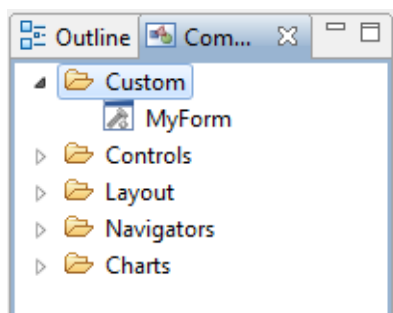 Outline Com...
Custom
MyForm
Controls
Layout
Navigators
Charts